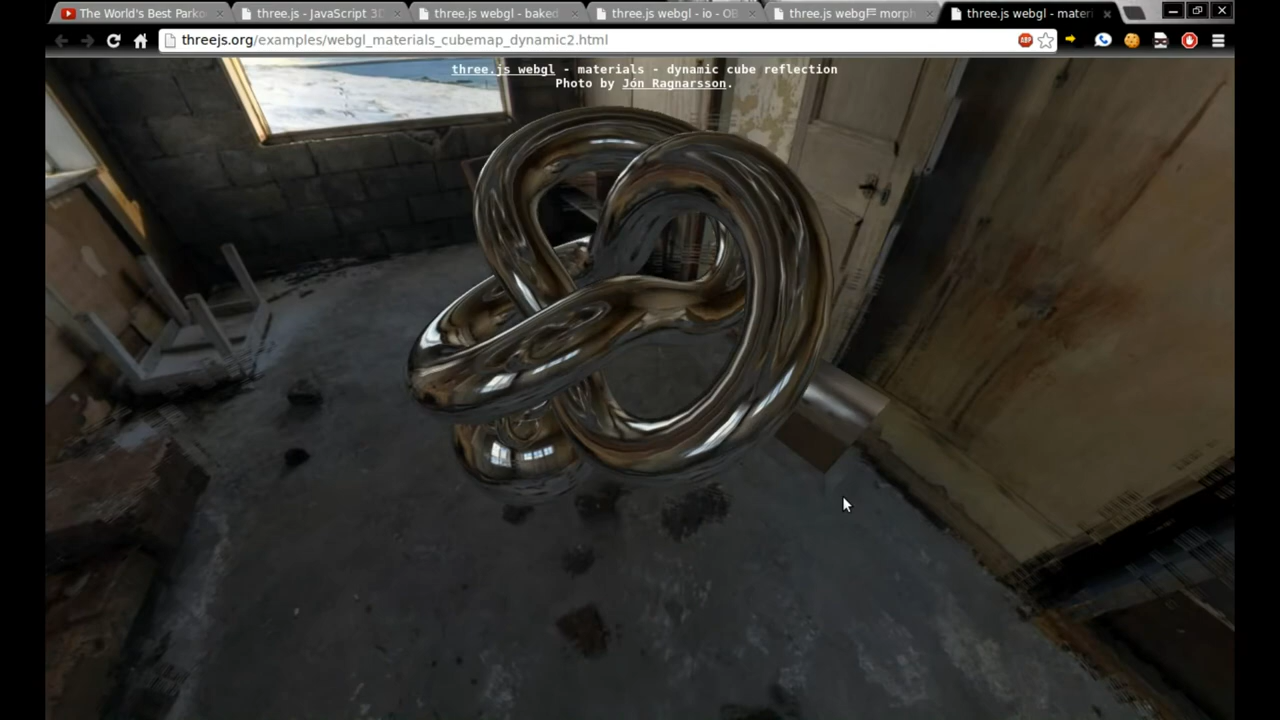 The World's Best Parko
three.js - JavaScript 3D
three.js webgl - baked
three.js webgl - io - OB
three.js webgl - morph
three.js webgl - materi
threejs.org/examples/webgl_materials_cubemap_dynamic2.html
ABP
three.js webgl - materials - dynamic cube reflection
Photo by Jón Ragnarsson.